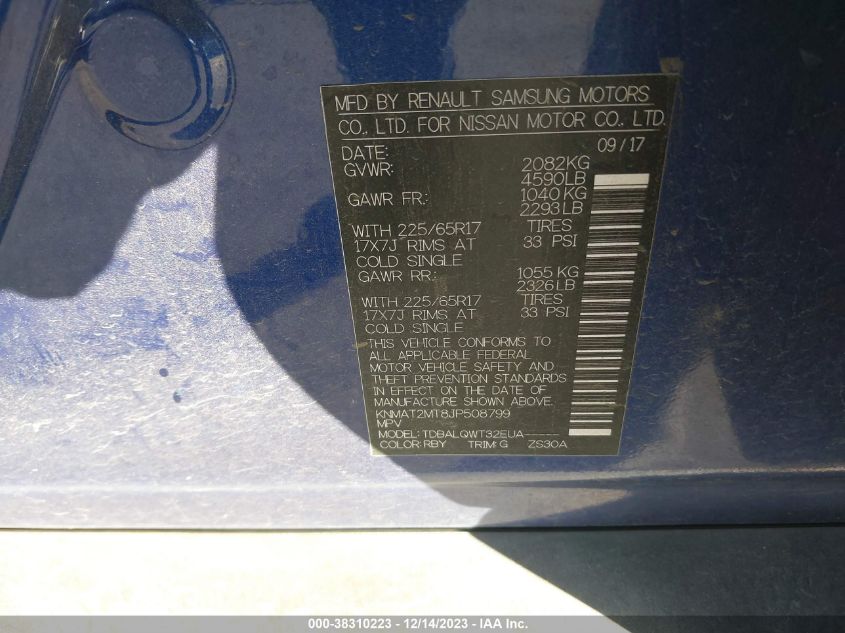 MFD BY RENAULT SAMSUNG MOTORS
CO., LTD. FOR NISSAN MOTOR CO., LTD.
DATE: 09/17
GVWR: 2082KG
4590LB
GAWR FR.: 1040 KG
2293 LB
WITH 225/65R17 TIRES
17X7J RIMS AT 33 PSI
COLD SINGLE
GAWR RR.: 1055 KG
2326 LB
WITH 225/65R17 TIRES
17X7J RIMS AT 33 PSI
COLD SINGLE
THIS VEHICLE CONFORMS TO
ALL APPLICABLE FEDERAL
MOTOR VEHICLE SAFETY AND
THEFT PREVENTION STANDARDS
IN EFFECT ON THE DATE OF
MANUFACTURE SHOWN ABOVE.
KNMAT2MT8JP508799
MPV
MODEL: TDBALQWT32EUA-----
COLOR: RBY TRIM: G ZS30A
000-38310223 - 12/14/2023 - IAA Inc.